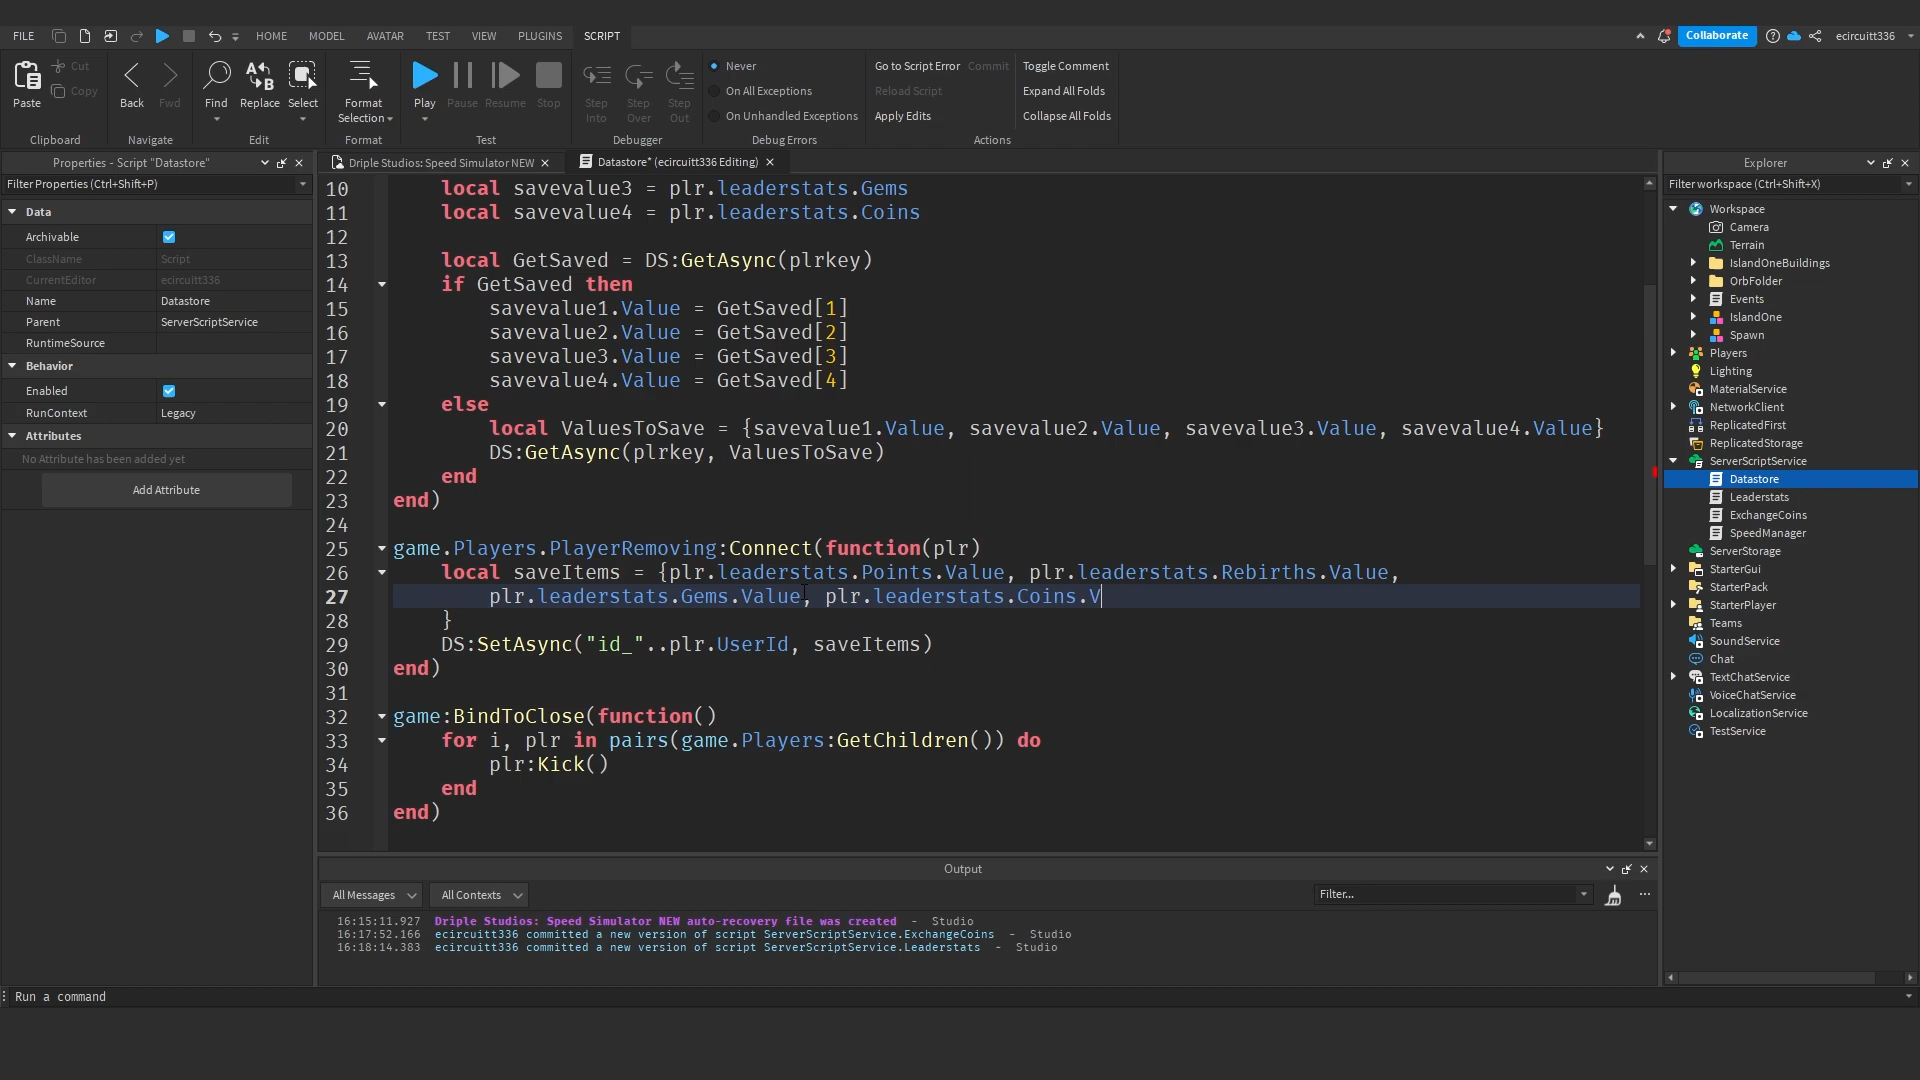 FILE HOME MODEL AVATAR TEST VIEW PLUGINS SCRIPT Collaborate ecircuitt336
Paste Cut Copy Back Fwd Find Replace Select Format Selection Play Pause Resume Stop Step Into Step Over Step Out
Never On All Exceptions On Unhandled Exceptions
Go to Script Error Commit Reload Script Apply Edits
Toggle Comment Expand All Folds Collapse All Folds
Clipboard Navigate Edit Format Test Debugger Debug Errors Actions
Properties - Script "Datastore"
Filter Properties (Ctrl+Shift+P)
Data
Archivable
ClassName Script
CurrentEditor ecircuitt336
Name Datastore
Parent ServerScriptService
RuntimeSource
Behavior
Enabled
RunContext Legacy
Attributes
No Attribute has been added yet
Add Attribute
Driple Studios: Speed Simulator NEW Datastore* (ecircuitt336 Editing)
10 local savevalue3 = plr.leaderstats.Gems
11 local savevalue4 = plr.leaderstats.Coins
12
13 local GetSaved = DS:GetAsync(plrkey)
14 if GetSaved then
15 savevalue1.Value = GetSaved[1]
16 savevalue2.Value = GetSaved[2]
17 savevalue3.Value = GetSaved[3]
18 savevalue4.Value = GetSaved[4]
19 else
20 local ValuesToSave = {savevalue1.Value, savevalue2.Value, savevalue3.Value, savevalue4.Value}
21 DS:GetAsync(plrkey, ValuesToSave)
22 end
23 end)
24
25 game.Players.PlayerRemoving:Connect(function(plr)
26 local saveItems = {plr.leaderstats.Points.Value, plr.leaderstats.Rebirths.Value,
27 plr.leaderstats.Gems.Value, plr.leaderstats.Coins.V
28 }
29 DS:SetAsync("id_"..plr.UserId, saveItems)
30 end)
31
32 game:BindToClose(function()
33 for i, plr in pairs(game.Players:GetChildren()) do
34 plr:Kick()
35 end
36 end)
Output
All Messages All Contexts Filter...
16:15:11.927 Driple Studios: Speed Simulator NEW auto-recovery file was created - Studio
16:17:52.166 ecircuitt336 committed a new version of script ServerScriptService.ExchangeCoins - Studio
16:18:14.383 ecircuitt336 committed a new version of script ServerScriptService.Leaderstats - Studio
Run a command
Explorer
Filter workspace (Ctrl+Shift+X)
Workspace
Camera
Terrain
IslandOneBuildings
OrbFolder
Events
IslandOne
Spawn
Players
Lighting
MaterialService
NetworkClient
ReplicatedFirst
ReplicatedStorage
ServerScriptService
Datastore
Leaderstats
ExchangeCoins
SpeedManager
ServerStorage
StarterGui
StarterPack
StarterPlayer
Teams
SoundService
Chat
TextChatService
VoiceChatService
LocalizationService
TestService